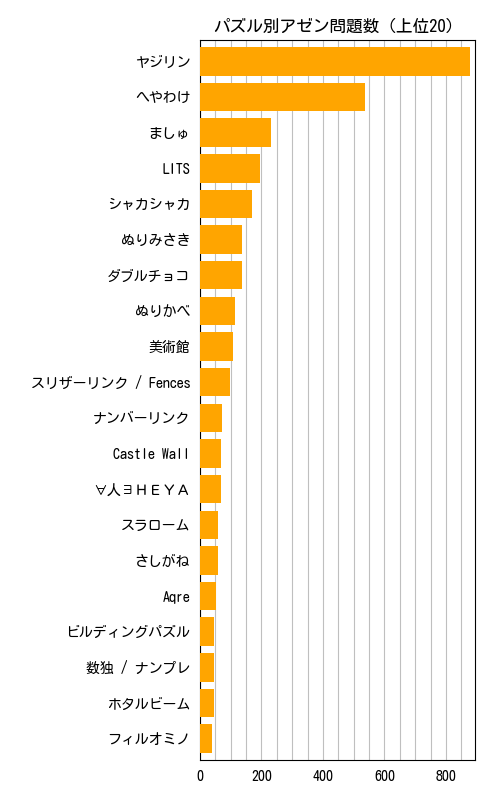 パズル別アゼン問題数 (上位20)
ヤジリン
へやわけ
ましゅ
LITS
シャカシャカ
ぬりみさき
ダブルチョコ
ぬりかべ
美術館
スリザーリンク / Fences
ナンバーリンク
Castle Wall
∀人∃ＨＥＹＡ
スラローム
さしがね
Aqre
ビルディングパズル
数独 / ナンプレ
ホタルビーム
フィルオミノ
0 200 400 600 800